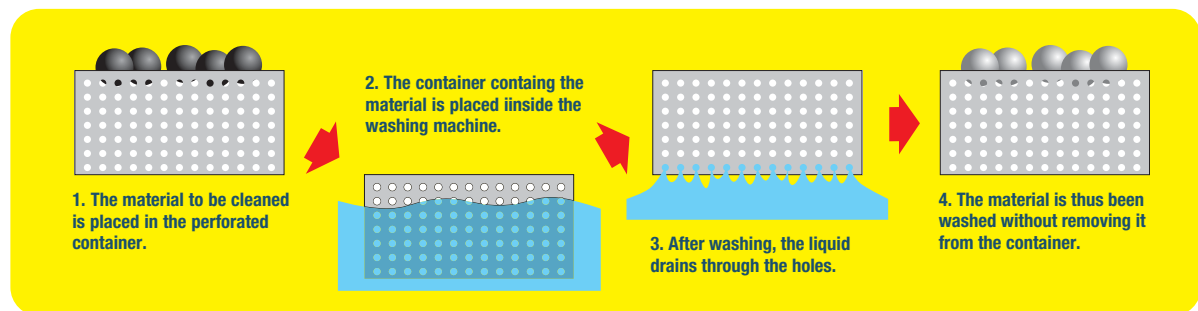 1. The material to be cleaned
is placed in the perforated
container.
2. The container containg the
material is placed iinside the
washing machine.
3. After washing, the liquid
drains through the holes.
4. The material is thus been
washed without removing it
from the container.